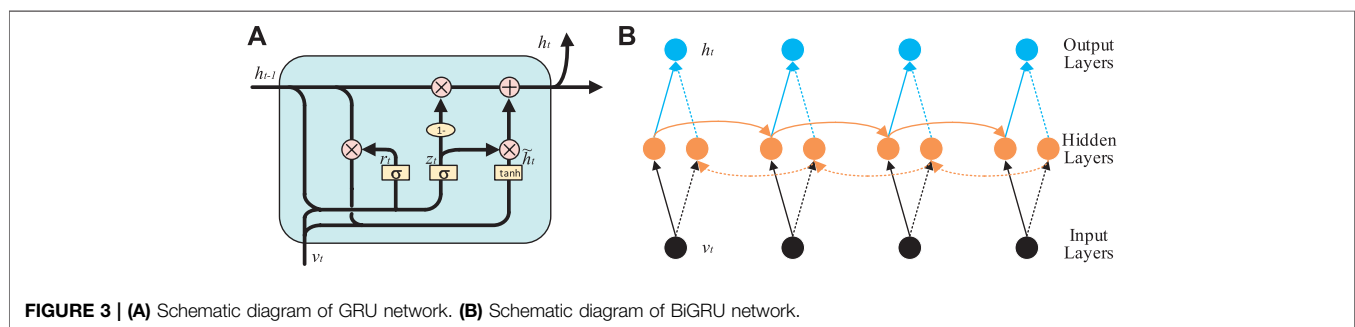 A
h_t
h_{t-1}
1-
r_t
z_t
h̃_t
σ
σ
tanh
v_t
B
h_t
Output
Layers
Hidden
Layers
v_t
Input
Layers
FIGURE 3 | (A) Schematic diagram of GRU network. (B) Schematic diagram of BiGRU network.